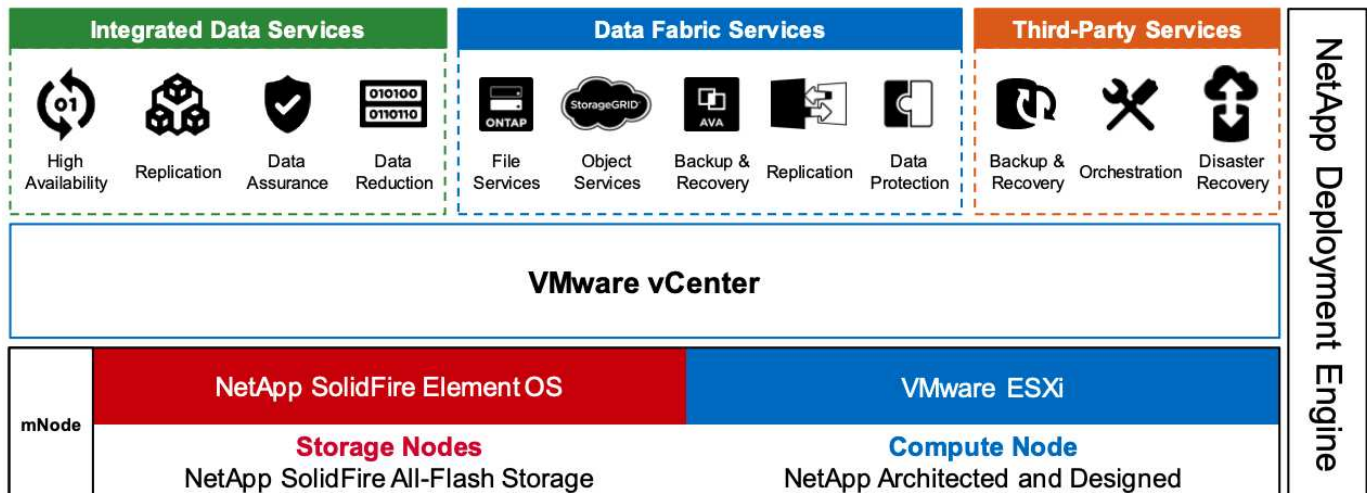 Integrated Data Services
01
High
Availability
Replication
Data
Assurance
010100
0110110
Data
Reduction
Data Fabric Services
ONTAP
File
Services
StorageGRID
Object
Services
AVA
Backup &
Recovery
Replication
Data
Protection
Third-Party Services
Backup &
Recovery
Orchestration
Disaster
Recovery
NetApp Deployment Engine
VMware vCenter
mNode
NetApp SolidFire Element OS
Storage Nodes
NetApp SolidFire All-Flash Storage
VMware ESXi
Compute Node
NetApp Architected and Designed